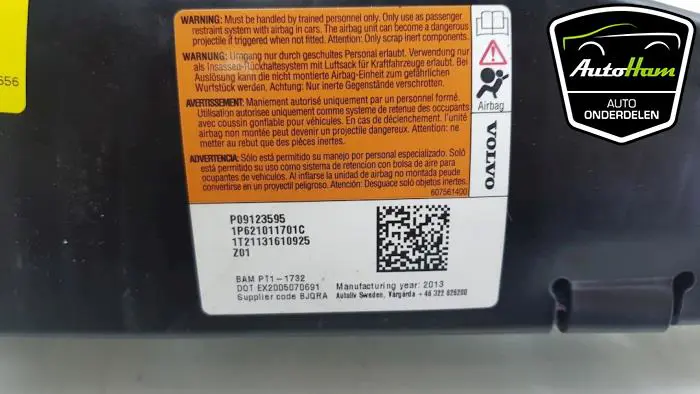 WARNING: Must be handled by trained personnel only. Only use as passenger
restraint system with airbag in cars. The airbag unit can become a dangerous
projectile if triggered when not fitted. Attention: Only scrap inert components.
WARNUNG: Umgang nur durch geschultes Personal erlaubt. Verwendung nur
als Insassen-Rückhaltesystem mit Luftsack für Kraftfahrzeuge erlaubt. Bei
Auslösung kann die nicht montierte Airbag-Einheit zum gefährlichen
Wurfstück werden, Achtung: Nur inerte Gegenstände verschrotten.
AVERTISSEMENT: Maniement autorisé uniquement par un personnel formé.
Utilisation autorisée uniquement comme système de retenue des occupants
avec coussin gonflable pour véhicules. En cas de déclenchement, l'unité
airbag non montée peut devenir un projectile dangereux. Attention: ne
mettre au rebut que des pièces inertes.
ADVERTENCIA: Sólo está permitido su manejo por personal especializado. Soló
está permitido su uso como sistema de retención con bolsa de aire para
ocupantes de vehículos. Al inflarse la unidad de airbag no montada puede
convertirse en un proyectil peligroso. Atención: Desguace soló objetos inertes.
607561400
Airbag
VOLVO
P09123595
1P621011701C
1T21131610925
Z01
BAM PT1-1732
DOT EX2005070691
Supplier code BJQRA
Manufacturing year: 2013
Autoliv Sweden, Vårgårda +46 322 626200
556
AutoHam
AUTO
ONDERDELEN